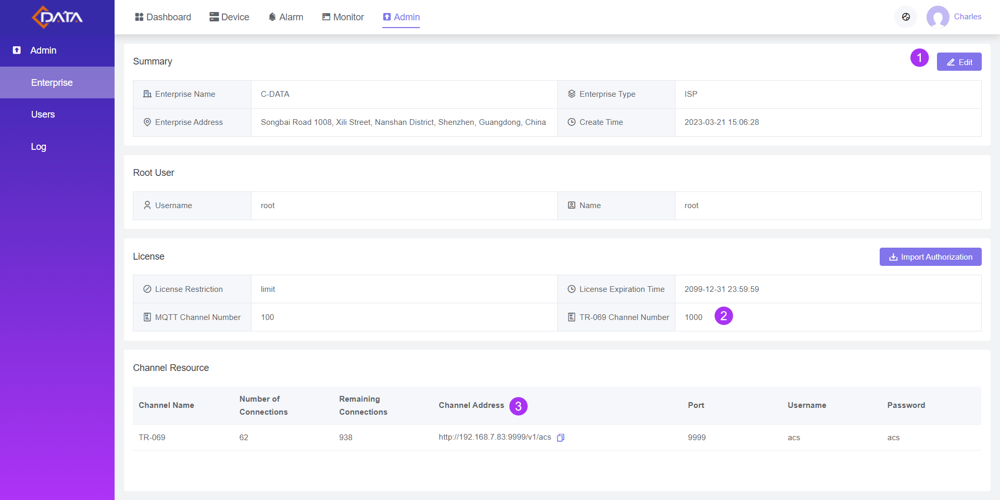 DATA
Dashboard Device Alarm Monitor Admin Charles
Admin
Enterprise
Users
Log
Summary 1 Edit
Enterprise Name C-DATA Enterprise Type ISP
Enterprise Address Songbai Road 1008, Xili Street, Nanshan District, Shenzhen, Guangdong, China Create Time 2023-03-21 15:06:28
Root User
Username root Name root
License Import Authorization
License Restriction limit License Expiration Time 2099-12-31 23:59:59
MQTT Channel Number 100 TR-069 Channel Number 1000 2
Channel Resource
Channel Name Number of Connections Remaining Connections Channel Address 3 Port Username Password
TR-069 62 938 http://192.168.7.83:9999/v1/acs 9999 acs acs